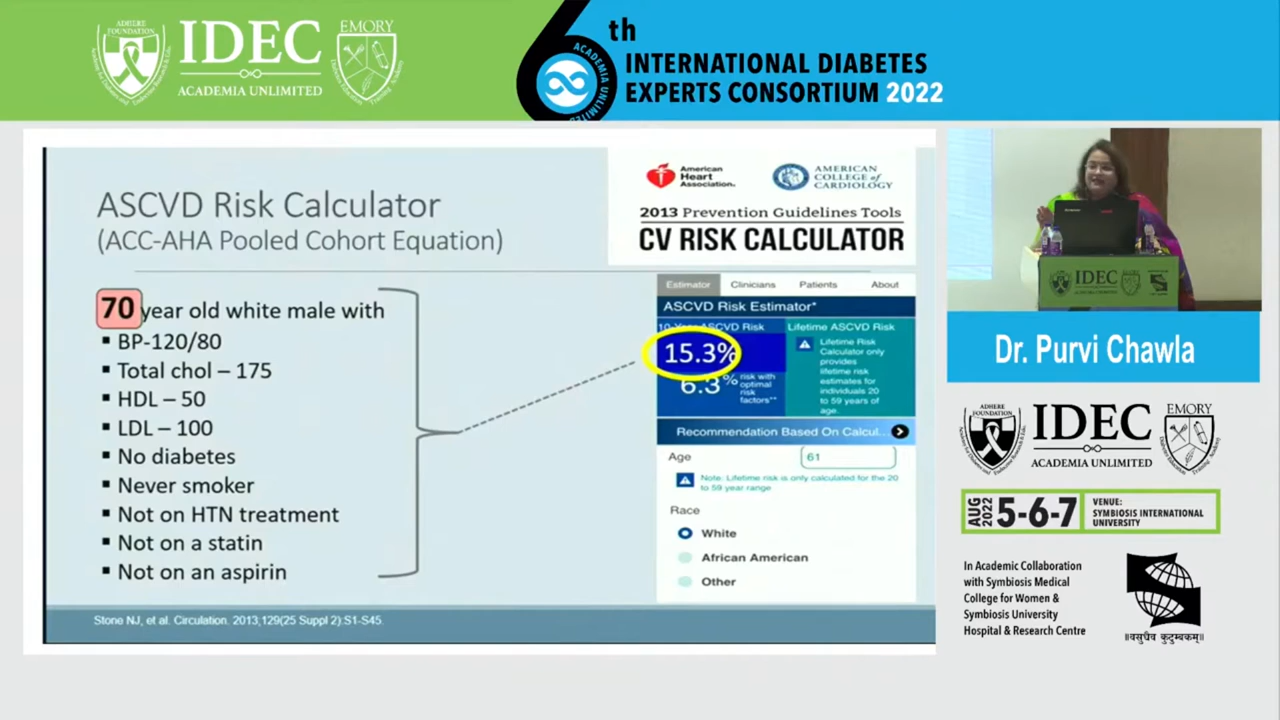 ADHERE
FOUNDATION
IDEC
ACADEMIA UNLIMITED
EMORY
6th
ACADEMIA UNLIMITED
INTERNATIONAL DIABETES
EXPERTS CONSORTIUM 2022
ASCVD Risk Calculator
(ACC-AHA Pooled Cohort Equation)
American
Heart
Association.
AMERICAN
COLLEGE of
CARDIOLOGY
2013 Prevention Guidelines Tools
CV RISK CALCULATOR
70 year old white male with
▪ BP-120/80
▪ Total chol – 175
▪ HDL – 50
▪ LDL – 100
▪ No diabetes
▪ Never smoker
▪ Not on HTN treatment
▪ Not on a statin
▪ Not on an aspirin
Estimator Clinicians Patients About
ASCVD Risk Estimator*
10-Year ASCVD Risk
15.3%
6.3% risk with
optimal
risk
factors**
Lifetime ASCVD Risk
Lifetime Risk
Calculator only
provides
lifetime risk
estimates for
individuals 20
to 59 years of
age.
Recommendation Based On Calcul...
Age 61
Note: Lifetime risk is only calculated for the 20
to 59 year range
Race
White
African American
Other
Stone NJ, et al. Circulation. 2013,129(25 Suppl 2).S1-S45.
IDEC
Dr. Purvi Chawla
ADHERE
FOUNDATION
IDEC
ACADEMIA UNLIMITED
EMORY
AUG
2022
5-6-7
VENUE:
SYMBIOSIS INTERNATIONAL
UNIVERSITY
In Academic Collaboration
with Symbiosis Medical
College for Women &
Symbiosis University
Hospital & Research Centre
॥वसुधैव कुटुम्बकम्॥